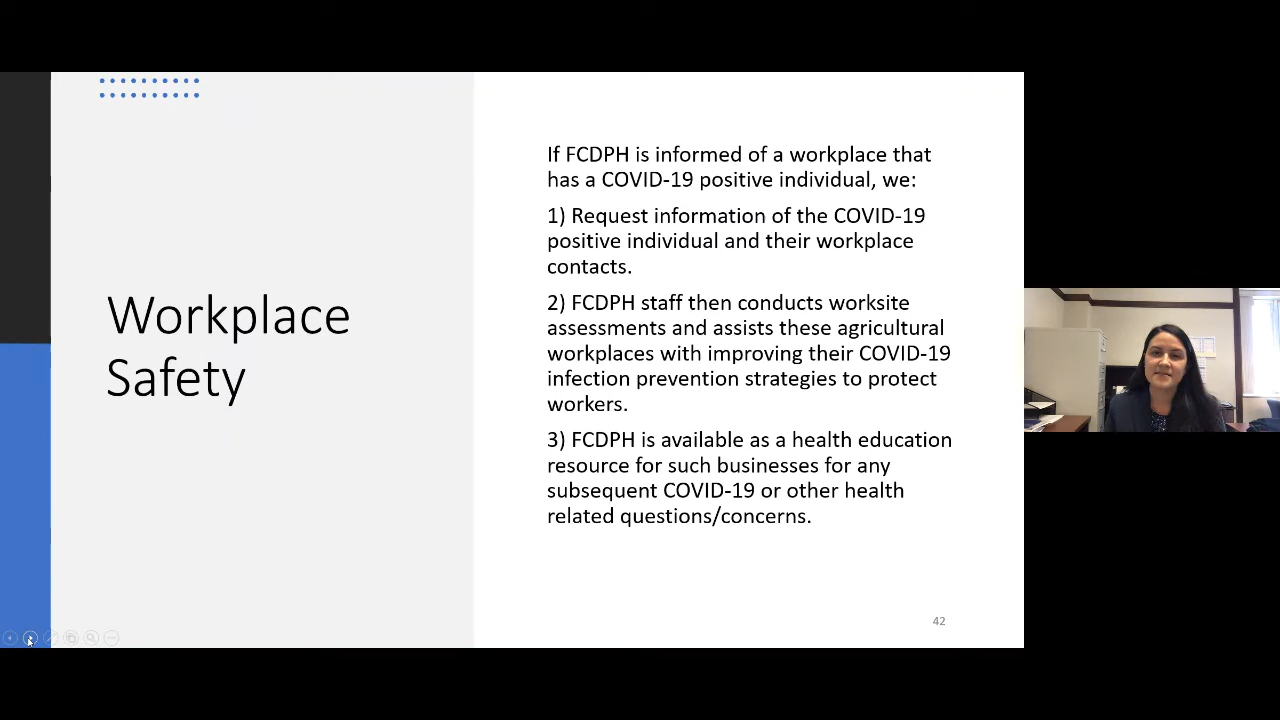 Workplace
Safety
If FCDPH is informed of a workplace that
has a COVID-19 positive individual, we:
1) Request information of the COVID-19
positive individual and their workplace
contacts.
2) FCDPH staff then conducts worksite
assessments and assists these agricultural
workplaces with improving their COVID-19
infection prevention strategies to protect
workers.
3) FCDPH is available as a health education
resource for such businesses for any
subsequent COVID-19 or other health
related questions/concerns.
42